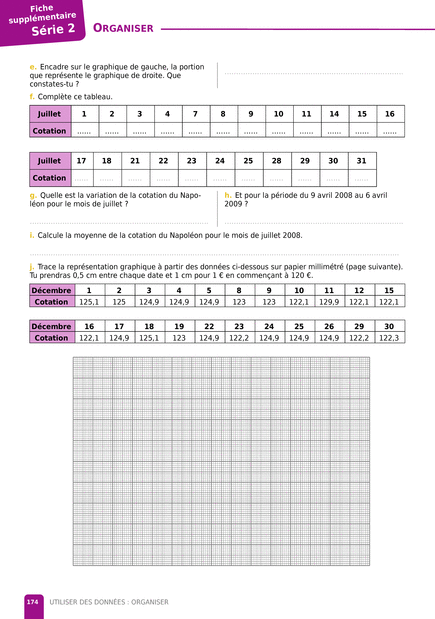 Fiche
supplémentaire
Série 2
ORGANISER
e. Encadre sur le graphique de gauche, la portion
que représente le graphique de droite. Que
constates-tu ?
f. Complète ce tableau.
Juillet 1 2 3 4 7 8 9 10 11 14 15 16
Cotation ...... ...... ...... ...... ...... ...... ...... ...... ...... ...... ...... ......
Juillet 17 18 21 22 23 24 25 28 29 30 31
Cotation ...... ...... ...... ...... ...... ...... ...... ...... ...... ...... ......
g. Quelle est la variation de la cotation du Napo-
léon pour le mois de juillet ?
h. Et pour la période du 9 avril 2008 au 6 avril
2009 ?
i. Calcule la moyenne de la cotation du Napoléon pour le mois de juillet 2008.
j. Trace la représentation graphique à partir des données ci-dessous sur papier millimétré (page suivante).
Tu prendras 0,5 cm entre chaque date et 1 cm pour 1 € en commençant à 120 €.
Décembre 1 2 3 4 5 8 9 10 11 12 15
Cotation 125,1 125 124,9 124,9 124,9 123 123 122,1 129,9 122,1 122,1
Décembre 16 17 18 19 22 23 24 25 26 29 30
Cotation 122,1 124,9 125,1 123 124,9 122,2 124,9 124,9 124,9 122,2 122,3
174 UTILISER DES DONNÉES : ORGANISER